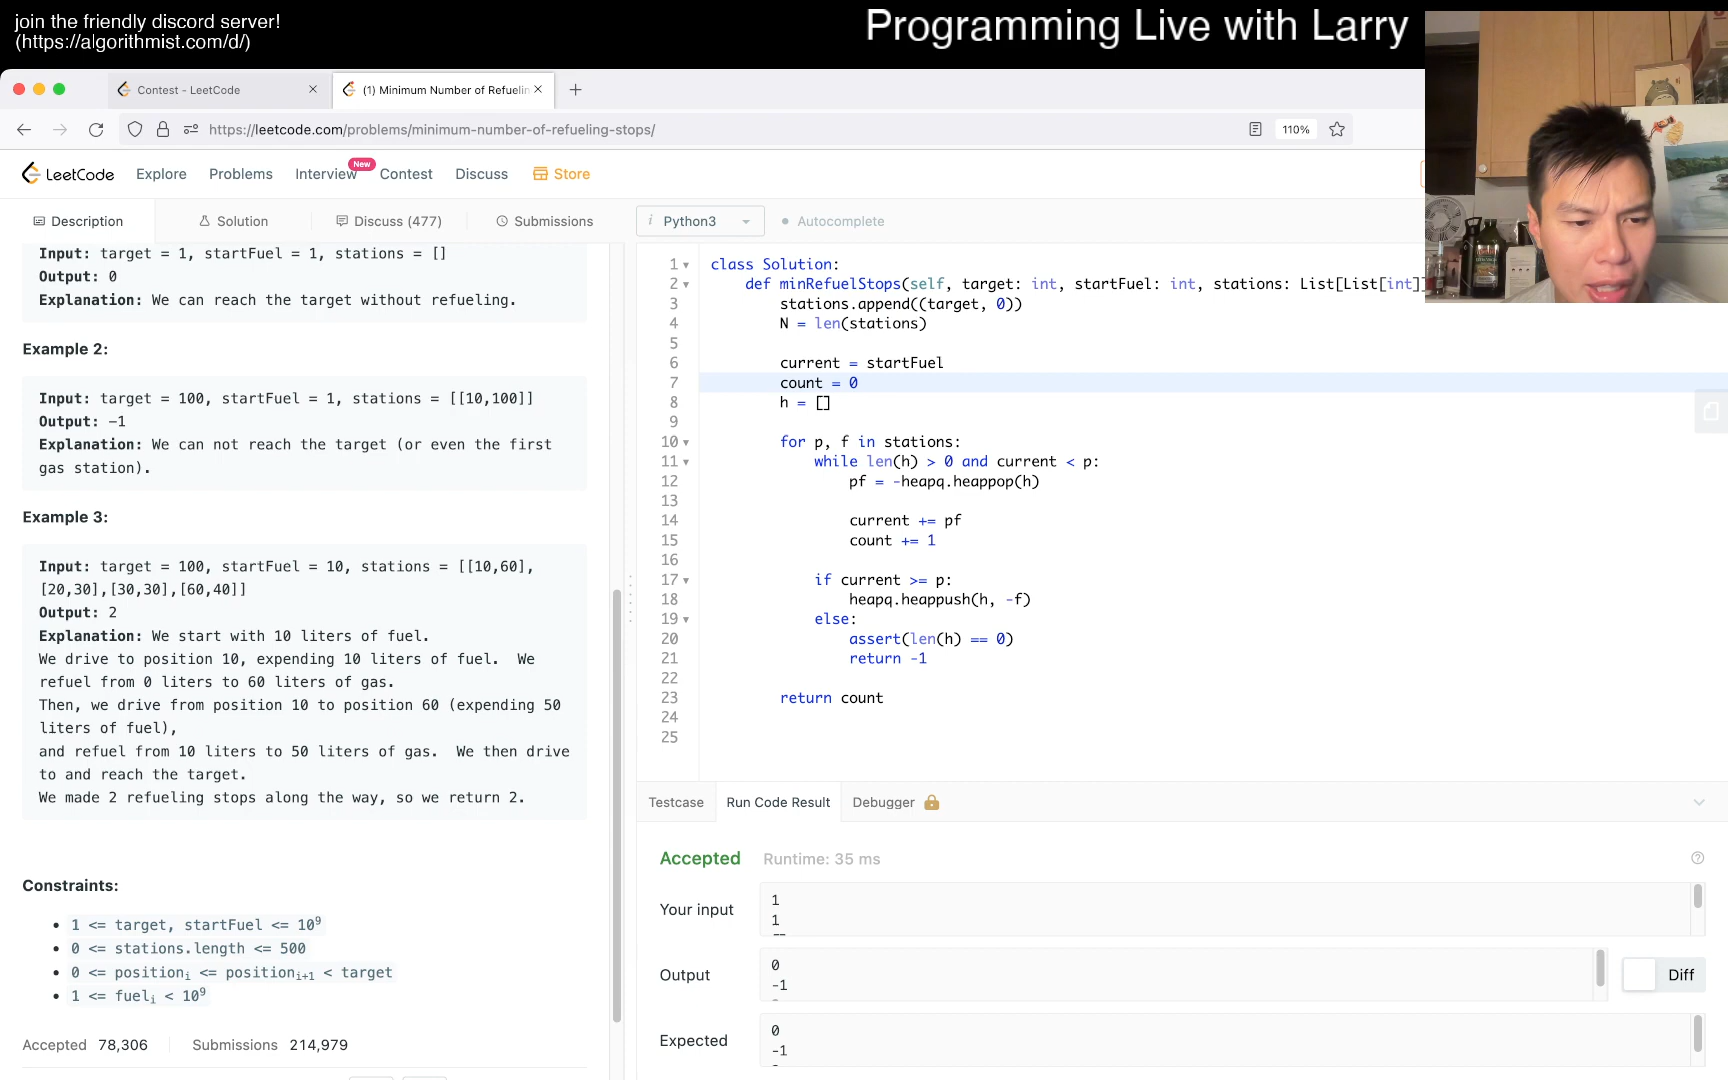 join the friendly discord server!
(https://algorithmist.com/d/)
Programming Live with Larry
Contest - LeetCode
(1) Minimum Number of Refuelin
https://leetcode.com/problems/minimum-number-of-refueling-stops/
110%
LeetCode
Explore
Problems
Interview
New
Contest
Discuss
Store
Description
Solution
Discuss (477)
Submissions
i Python3
Autocomplete
Input: target = 1, startFuel = 1, stations = []
Output: 0
Explanation: We can reach the target without refueling.
Example 2:
Input: target = 100, startFuel = 1, stations = [[10,100]]
Output: -1
Explanation: We can not reach the target (or even the first
gas station).
Example 3:
Input: target = 100, startFuel = 10, stations = [[10,60],
[20,30],[30,30],[60,40]]
Output: 2
Explanation: We start with 10 liters of fuel.
We drive to position 10, expending 10 liters of fuel.  We
refuel from 0 liters to 60 liters of gas.
Then, we drive from position 10 to position 60 (expending 50
liters of fuel),
and refuel from 10 liters to 50 liters of gas.  We then drive
to and reach the target.
We made 2 refueling stops along the way, so we return 2.
Constraints:
• 1 <= target, startFuel <= 10⁹
• 0 <= stations.length <= 500
• 0 <= positionᵢ <= positionᵢ₊₁ < target
• 1 <= fuelᵢ < 10⁹
Accepted 78,306
Submissions 214,979
1 class Solution:
2     def minRefuelStops(self, target: int, startFuel: int, stations: List[List[int]]
3         stations.append((target, 0))
4         N = len(stations)
5
6         current = startFuel
7         count = 0
8         h = []
9
10         for p, f in stations:
11             while len(h) > 0 and current < p:
12                 pf = -heapq.heappop(h)
13
14                 current += pf
15                 count += 1
16
17             if current >= p:
18                 heapq.heappush(h, -f)
19             else:
20                 assert(len(h) == 0)
21                 return -1
22
23         return count
24
25
Testcase
Run Code Result
Debugger
Accepted
Runtime: 35 ms
Your input
1
1
Output
0
-1
Diff
Expected
0
-1